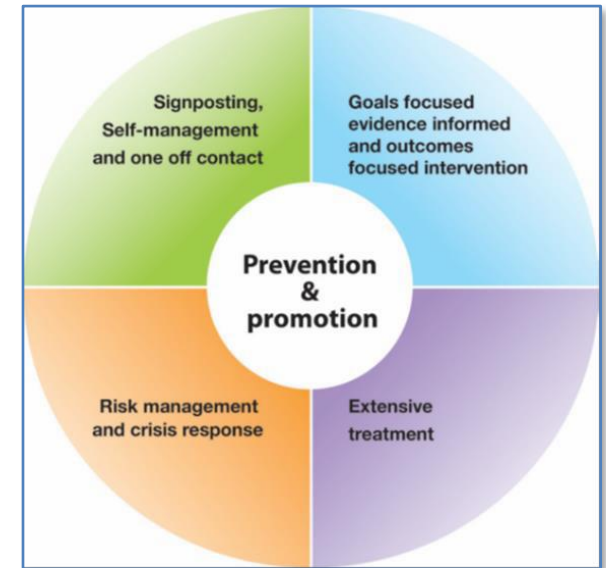 Signposting,
Self-management
and one off contact
Goals focused
evidence informed
and outcomes
focused intervention
Prevention
&
promotion
Risk management
and crisis response
Extensive
treatment